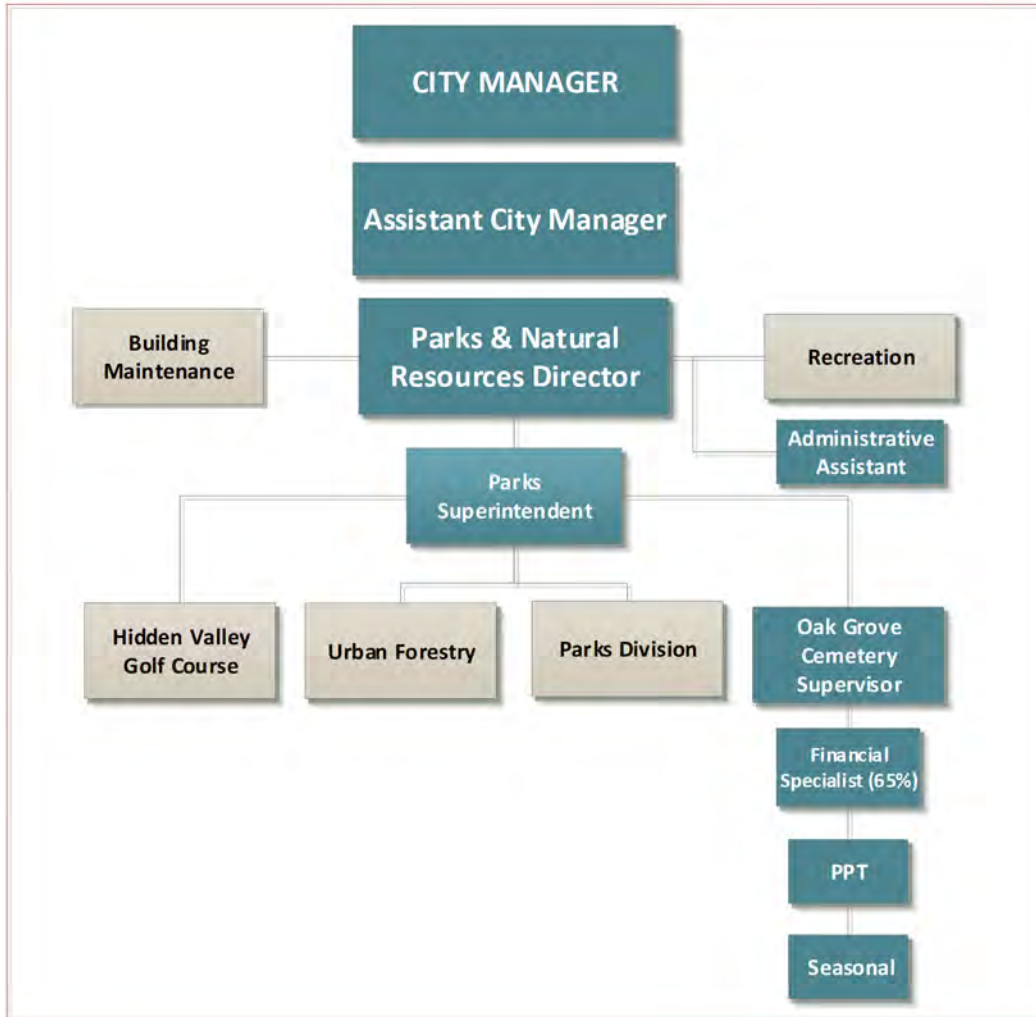 CITY MANAGER
Assistant City Manager
Building
Maintenance
Parks & Natural
Resources Director
Recreation
Administrative
Assistant
Parks
Superintendent
Hidden Valley
Golf Course
Urban Forestry
Parks Division
Oak Grove
Cemetery
Supervisor
Financial
Specialist (65%)
PPT
Seasonal